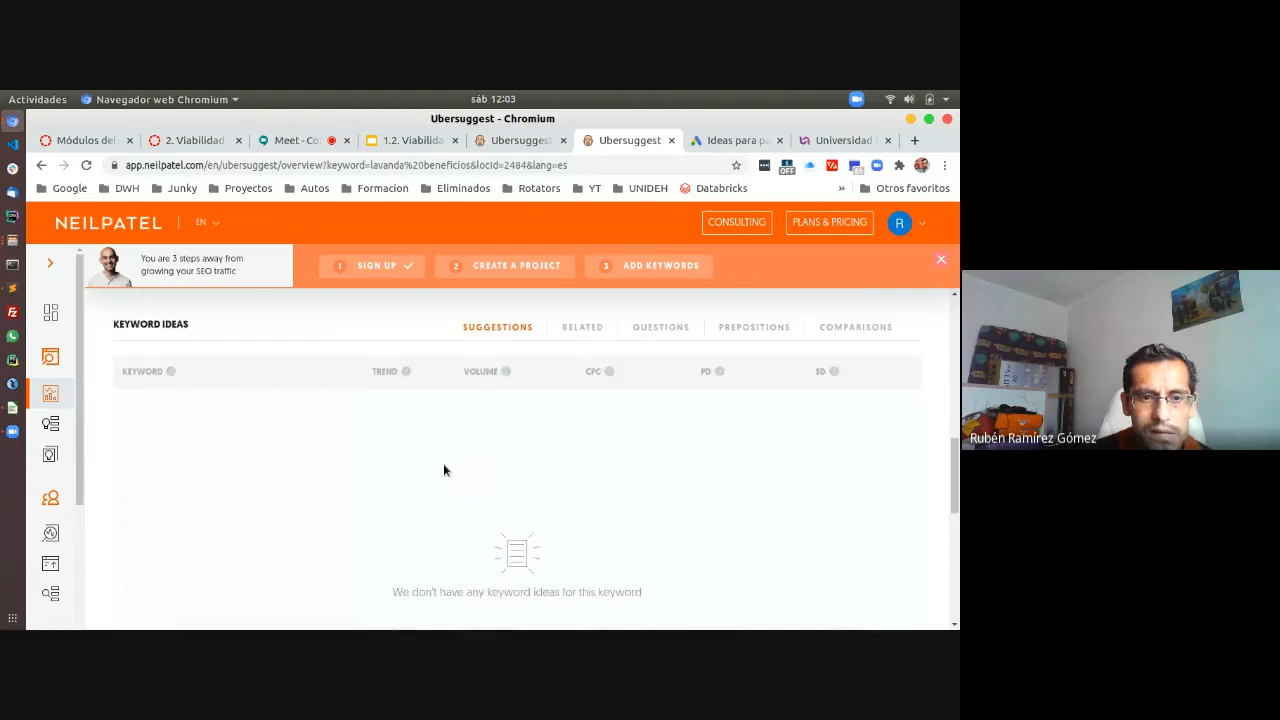 Actividades
Navegador web Chromium
sáb 12:03
Ubersuggest - Chromium
Módulos del
2. Viabilidad
Meet - Co
1.2. Viabilida
Ubersuggest
Ubersuggest
Ideas para pa
Universidad
app.neilpatel.com/en/ubersuggest/overview?keyword=lavanda%20beneficios&locId=2484&lang=es
OFF
Google
DWH
Junky
Proyectos
Autos
Formacion
Eliminados
Rotators
YT
UNIDEH
Databricks
»
Otros favoritos
NEILPATEL
EN
CONSULTING
PLANS & PRICING
R
You are 3 steps away from
growing your SEO traffic
1 SIGN UP
2 CREATE A PROJECT
3 ADD KEYWORDS
KEYWORD IDEAS
SUGGESTIONS
RELATED
QUESTIONS
PREPOSITIONS
COMPARISONS
KEYWORD
TREND
VOLUME
CPC
PD
SD
We don't have any keyword ideas for this keyword
Rubén Ramírez Gómez